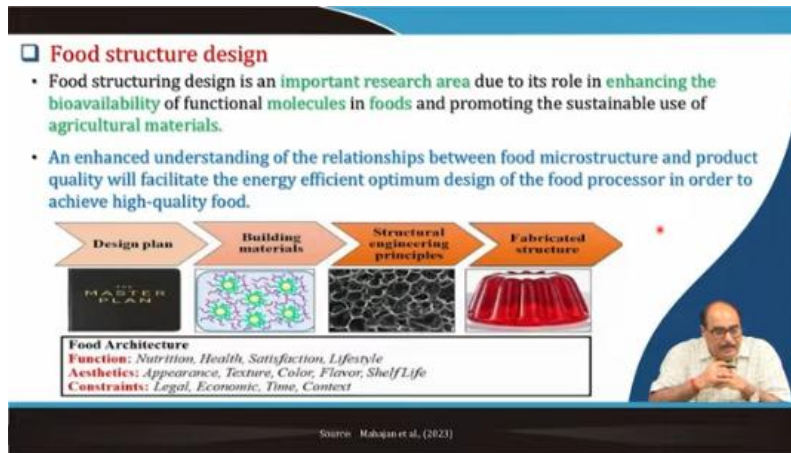 Food structure design
• Food structuring design is an important research area due to its role in enhancing the
bioavailability of functional molecules in foods and promoting the sustainable use of
agricultural materials.
• An enhanced understanding of the relationships between food microstructure and product
quality will facilitate the energy efficient optimum design of the food processor in order to
achieve high-quality food.
Design plan
Building
materials
Structural
engineering
principles
Fabricated
structure
THE
MASTER
PLAN
Food Architecture
Function: Nutrition, Health, Satisfaction, Lifestyle
Aesthetics: Appearance, Texture, Color, Flavor, Shelf Life
Constraints: Legal, Economic, Time, Context
Source: Mahajan et al., (2023)